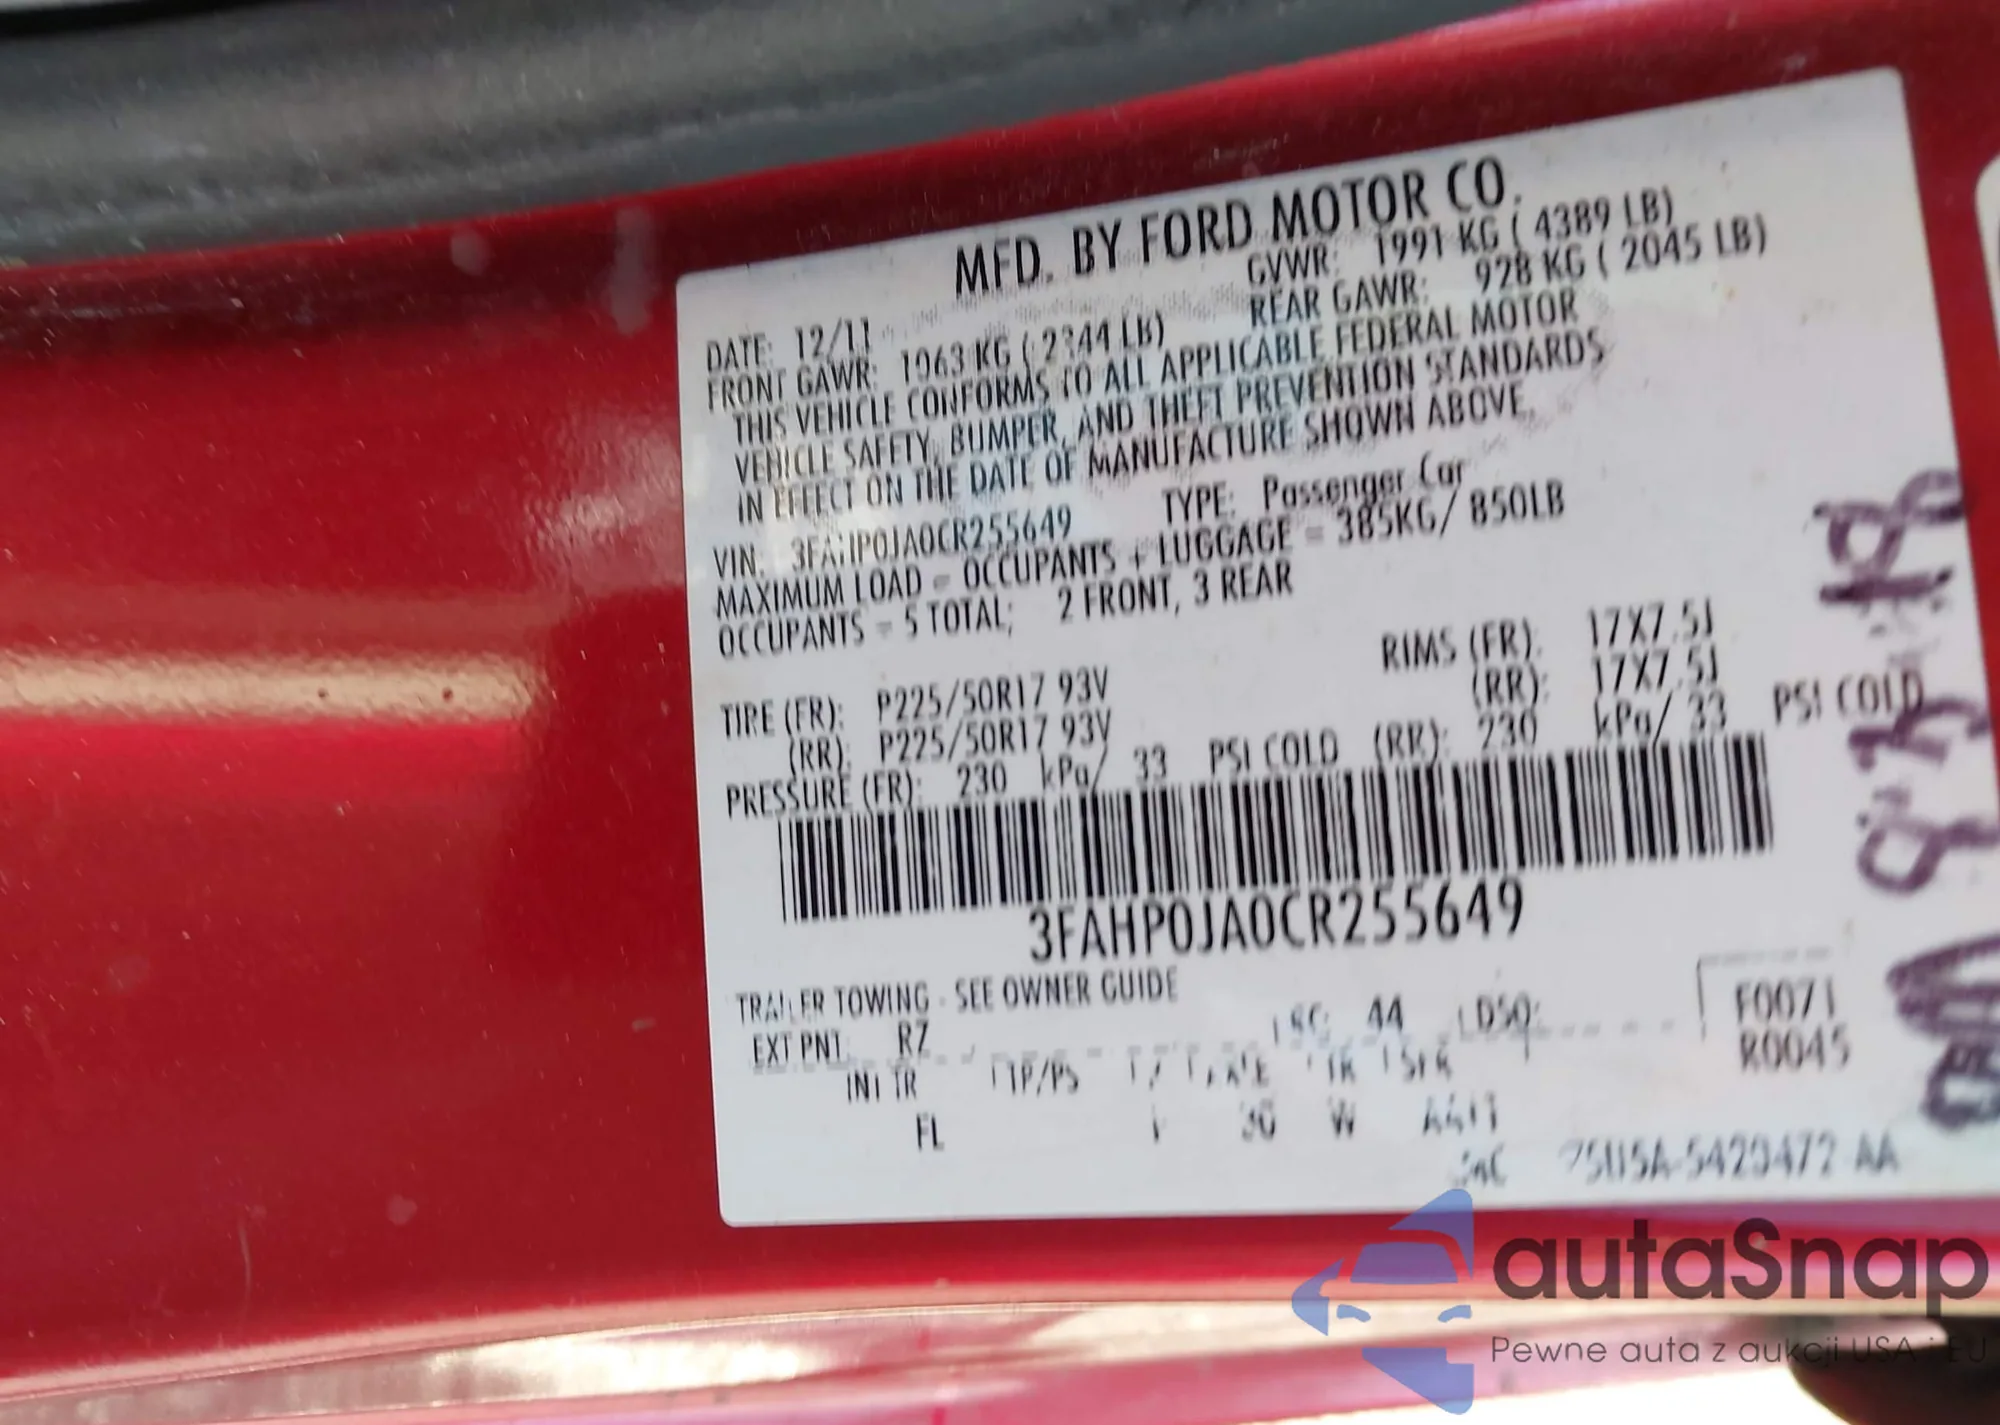 MFD. BY FORD MOTOR CO.
DATE: 12/11 GVWR: 1991 KG ( 4389 LB)
FRONT GAWR: 1063 KG ( 2344 LB) REAR GAWR: 928 KG ( 2045 LB)
THIS VEHICLE CONFORMS TO ALL APPLICABLE FEDERAL MOTOR
VEHICLE SAFETY, BUMPER, AND THEFT PREVENTION STANDARDS
IN EFFECT ON THE DATE OF MANUFACTURE SHOWN ABOVE.
VIN: 3FAHP0JA0CR255649 TYPE: Passenger Car
MAXIMUM LOAD = OCCUPANTS + LUGGAGE = 385KG/ 850LB
OCCUPANTS = 5 TOTAL; 2 FRONT, 3 REAR
TIRE (FR): P225/50R17 93V RIMS (FR): 17X7.5J
(RR): P225/50R17 93V (RR): 17X7.5J
PRESSURE (FR): 230 kPa/ 33 PSI COLD (RR): 230 kPa/ 33 PSI COLD
3FAHP0JA0CR255649
TRAILER TOWING - SEE OWNER GUIDE
EXT PNT: RZ 44 DSO: F0071
R0045
INT TR TP/PS TR SPR
FL W
autaSnap
Pewne auta z aukcji USA i EU